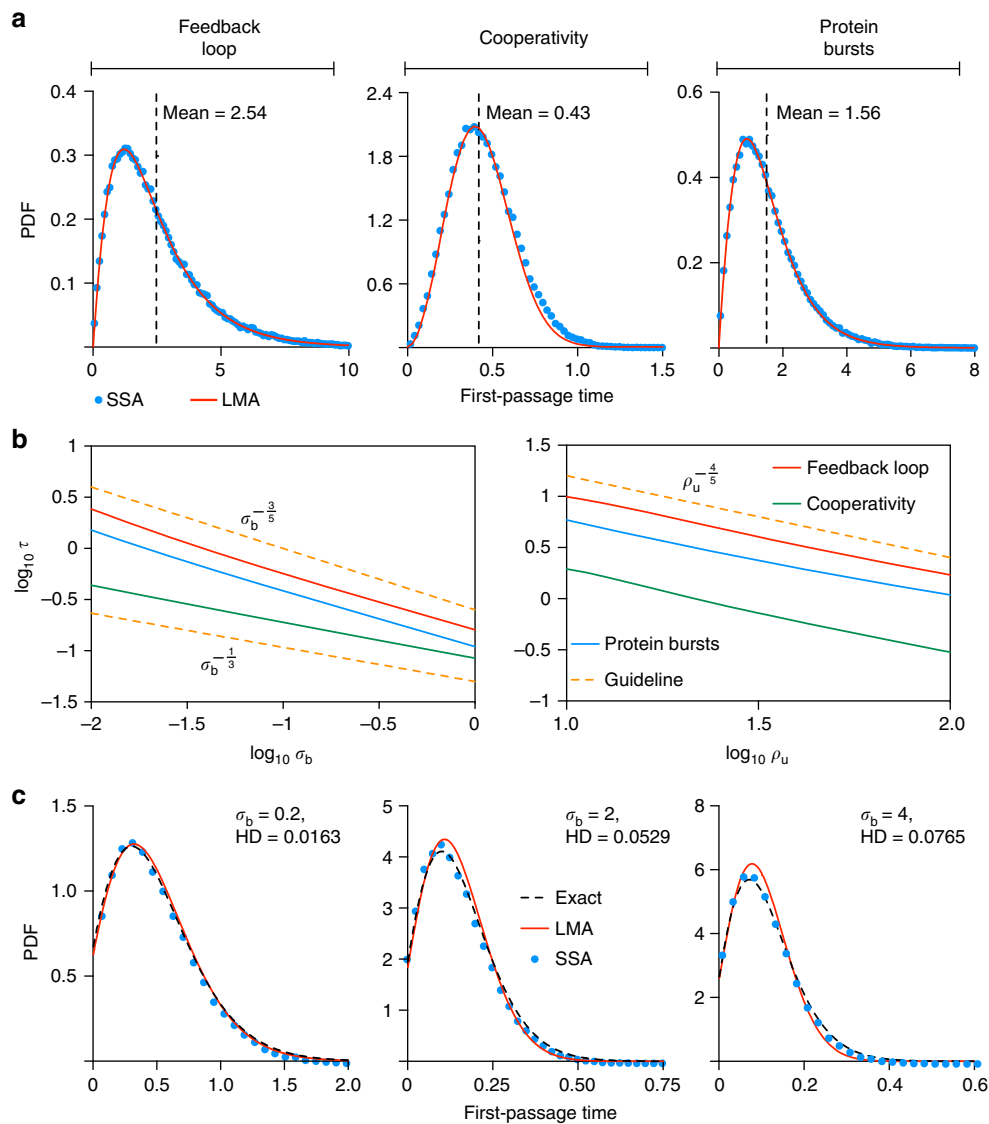 a
Feedback
loop
Cooperativity
Protein
bursts
0.4
0.3
0.2
0.1
PDF
Mean = 2.54
0
5
10
2.4
1.8
1.2
0.6
Mean = 0.43
0
0.5
1.0
1.5
First-passage time
0.6
0.4
0.2
Mean = 1.56
0
2
4
6
8
SSA
LMA
b
1
0.5
0
−0.5
−1
−1.5
log10 τ
σb−3/5
σb−1/3
−2
−1.5
−1
−0.5
0
log10 σb
1.5
1
0.5
0
−0.5
−1
ρu−4/5
Feedback loop
Cooperativity
Protein bursts
Guideline
1.0
1.5
2.0
log10 ρu
c
1.5
1.0
0.5
PDF
σb = 0.2,
HD = 0.0163
0
0.5
1.0
1.5
2.0
5
4
3
2
1
σb = 2,
HD = 0.0529
Exact
LMA
SSA
0
0.25
0.50
0.75
First-passage time
8
6
4
2
σb = 4,
HD = 0.0765
0
0.2
0.4
0.6